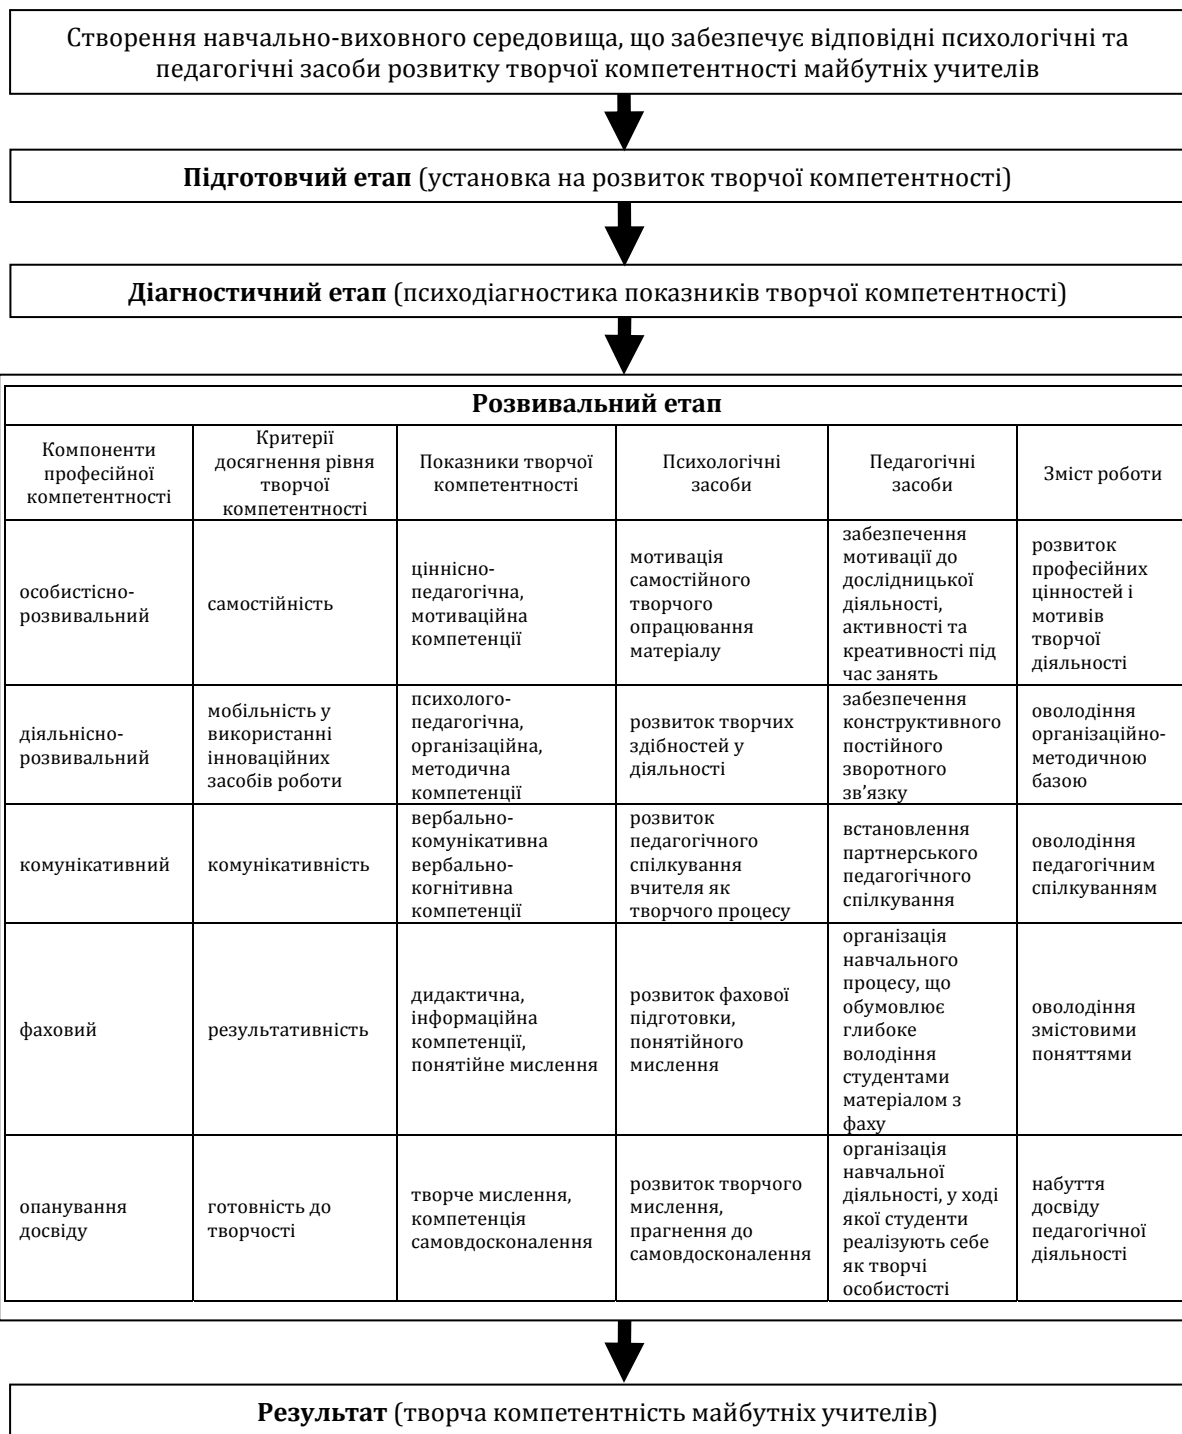 Створення навчально-виховного середовища, що забезпечує відповідні психологічні та
педагогічні засоби розвитку творчої компетентності майбутніх учителів
Підготовчий етап (установка на розвиток творчої компетентності)
Діагностичний етап (психодіагностика показників творчої компетентності)
Розвивальний етап
Компоненти
професійної
компетентності
Критерії
досягнення рівня
творчої
компетентності
Показники творчої
компетентності
Психологічні
засоби
Педагогічні
засоби
Зміст роботи
особистісно-
розвивальний
самостійність
ціннісно-
педагогічна,
мотиваційна
компетенції
мотивація
самостійного
творчого
опрацювання
матеріалу
забезпечення
мотивації до
дослідницької
діяльності,
активності та
креативності під
час занять
розвиток
професійних
цінностей і
мотивів
творчої
діяльності
діяльнісно-
розвивальний
мобільність у
використанні
інноваційних
засобів роботи
психолого-
педагогічна,
організаційна,
методична
компетенції
розвиток творчих
здібностей у
діяльності
забезпечення
конструктивного
постійного
зворотного
зв’язку
оволодіння
організаційно-
методичною
базою
комунікативний
комунікативність
вербально-
комунікативна
вербально-
когнітивна
компетенції
розвиток
педагогічного
спілкування
вчителя як
творчого процесу
встановлення
партнерського
педагогічного
спілкування
оволодіння
педагогічним
спілкуванням
фаховий
результативність
дидактична,
інформаційна
компетенції,
понятійне мислення
розвиток фахової
підготовки,
понятійного
мислення
організація
навчального
процесу, що
обумовлює
глибоке
володіння
студентами
матеріалом з
фаху
оволодіння
змістовими
поняттями
опанування
досвіду
готовність до
творчості
творче мислення,
компетенція
самовдосконалення
розвиток творчого
мислення,
прагнення до
самовдосконалення
організація
навчальної
діяльності, у ході
якої студенти
реалізують себе
як творчі
особистості
набуття
досвіду
педагогічної
діяльності
Результат (творча компетентність майбутніх учителів)